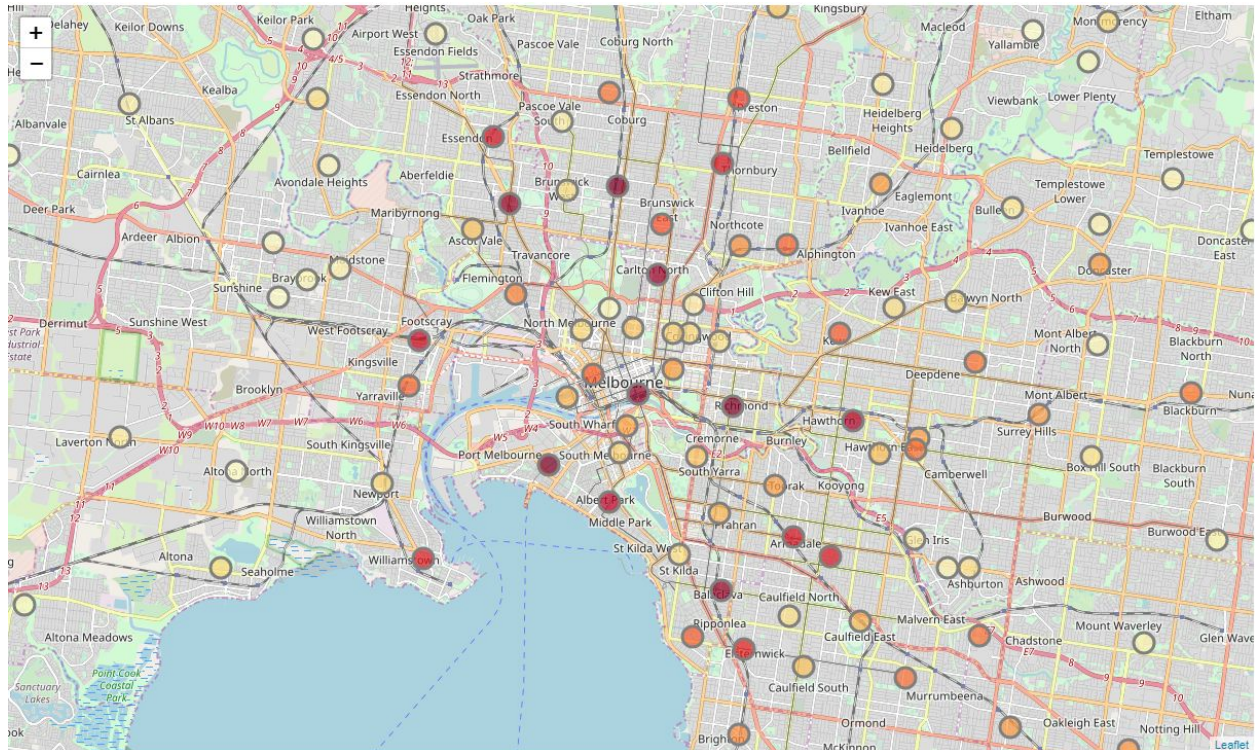 Delahey
Keilor Downs
Keilor Park
Heights
Airport West
Oak Park
Kingsbury
Macleod
Montmorency
Eltham
+
−
Essendon Fields
Pascoe Vale
Coburg North
Yallambie
Strathmore
Kealba
Essendon North
Preston
Heidelberg
Heights
Viewbank
Lower Plenty
Albanvale
St Albans
Pascoe Vale
South
Coburg
Essendon
Bellfield
Heidelberg
Templestowe
Cairnlea
Avondale Heights
Aberfeldie
Brunswick
West
Thornbury
Eaglemont
Templestowe
Lower
Deer Park
Maribyrnong
Brunswick
East
Ivanhoe
Bulleen
Ardeer
Albion
Ascot Vale
Northcote
Ivanhoe East
Doncaster
East
Maidstone
Travancore
Alphington
Sunshine
Braybrook
Flemington
Carlton North
Clifton Hill
Doncaster
Kew East
Balwyn North
Derrimut
Sunshine West
West Footscray
Footscray
North Melbourne
Collingwood
Kew
Mont Albert
North
Blackburn
North
Kingsville
Deepdene
Brooklyn
Yarraville
Melbourne
Richmond
Mont Albert
Blackburn
Hawthorn
Laverton North
South Kingsville
South Wharf
Cremorne
Burnley
Surrey Hills
Port Melbourne
South Melbourne
Hawthorn East
Altona North
South Yarra
Kooyong
Camberwell
Box Hill South
Blackburn
South
Newport
Toorak
Albert Park
Middle Park
Williamstown
North
Prahran
Burwood
Burwood East
Altona
Seaholme
Williamstown
St Kilda West
St Kilda
Armadale
Glen Iris
Ashburton
Ashwood
Altona Meadows
Balaclava
Caulfield North
Ripponlea
Caulfield East
Malvern East
Chadstone
Mount Waverley
Glen Wave
Point Cook
Coastal
Park
Sanctuary
Lakes
Elsternwick
Caulfield South
Murrumbeena
ook
Brighton
Ormond
McKinnon
Oakleigh East
Notting Hill
Leaflet